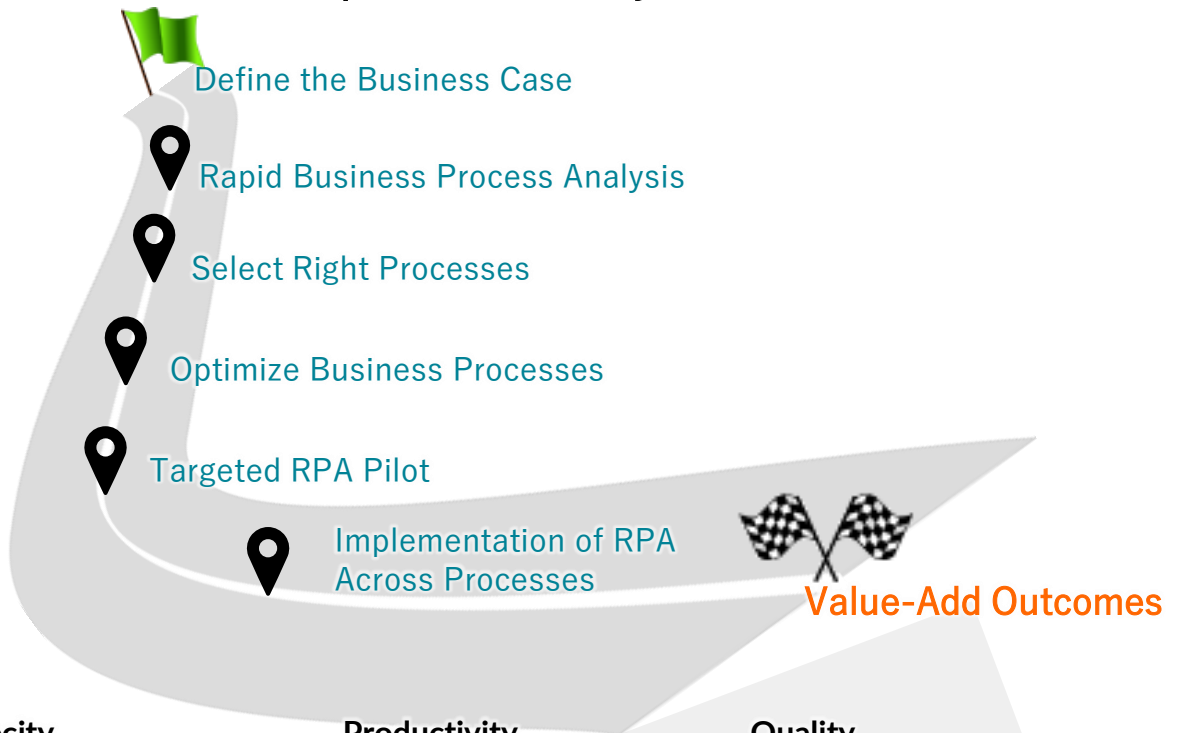 Define the Business Case
Rapid Business Process Analysis
Select Right Processes
Optimize Business Processes
Targeted RPA Pilot
Implementation of RPA
Across Processes
Value-Add Outcomes
Productivity Quality